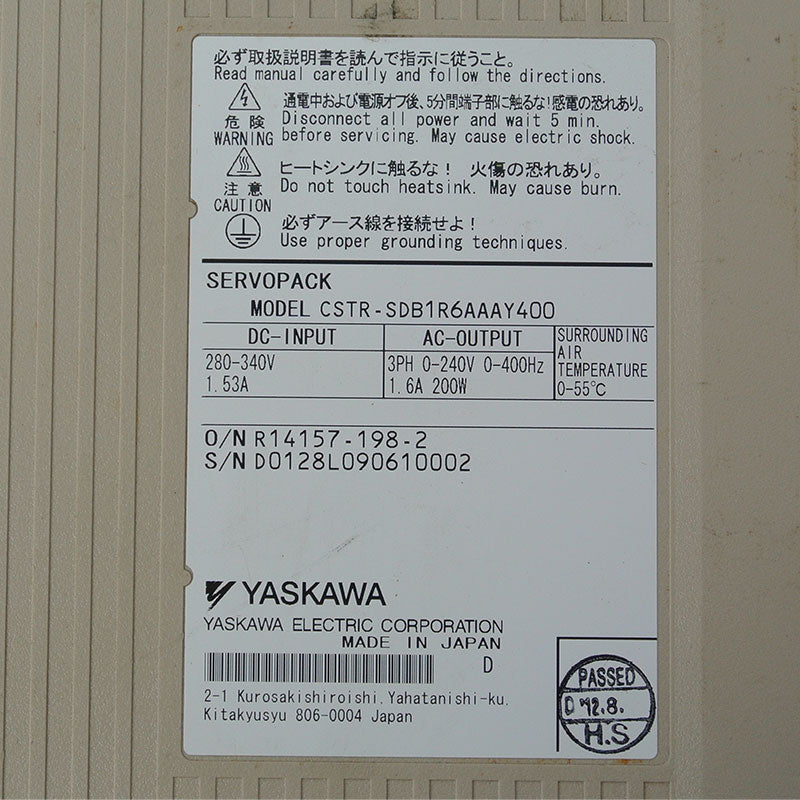 必ず取扱説明書を読んで指示に従うこと。
Read manual carefully and follow the directions.
危 険
WARNING
通電中および電源オフ後、5分間端子部に触るな!感電の恐れあり。
Disconnect all power and wait 5 min.
before servicing. May cause electric shock.
注 意
CAUTION
ヒートシンクに触るな! 火傷の恐れあり。
Do not touch heatsink. May cause burn.
必ずアース線を接続せよ!
Use proper grounding techniques.
SERVOPACK
MODEL CSTR-SDB1R6AAAY400
DC-INPUT
280-340V
1.53A
AC-OUTPUT
3PH 0-240V 0-400Hz
1.6A 200W
SURROUNDING
AIR
TEMPERATURE
0-55℃
O/N R14157-198-2
S/N D0128L090610002
YASKAWA
YASKAWA ELECTRIC CORPORATION
MADE IN JAPAN
D
2-1 Kurosakishiroishi, Yahatanishi-ku,
Kitakyusyu 806-0004 Japan
PASSED
D '12.8.
H.S